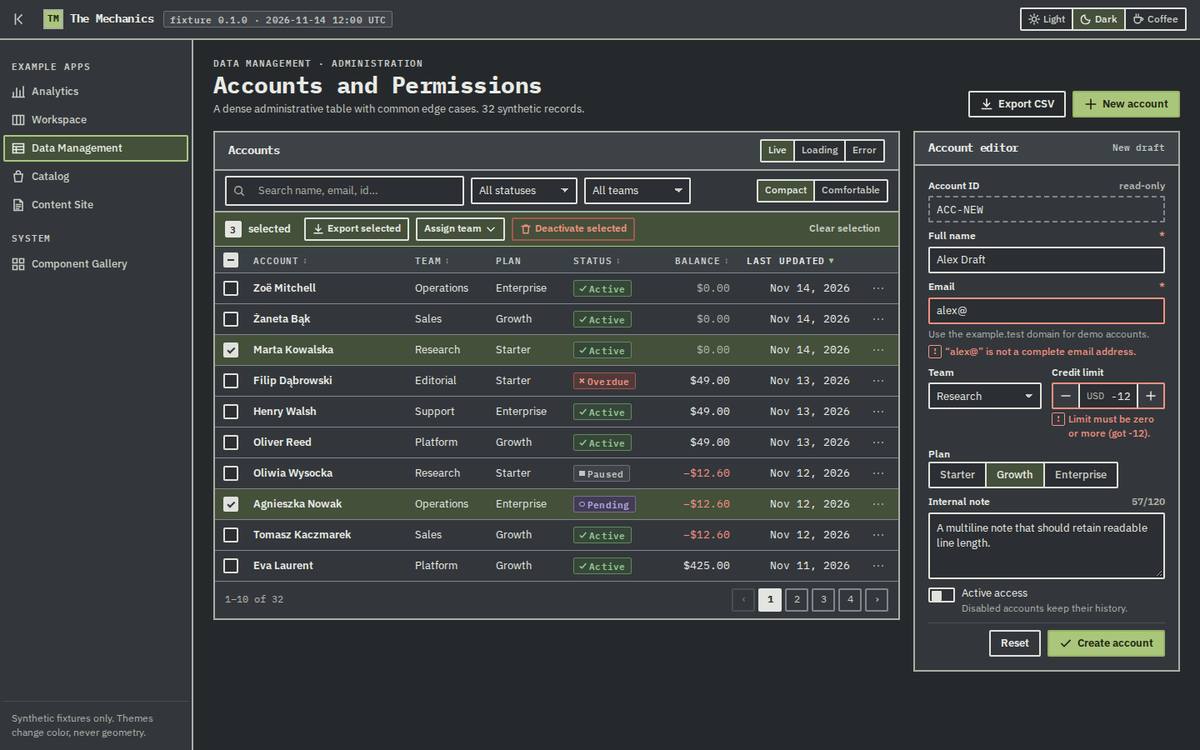 TM The Mechanics fixture 0.1.0 · 2026-11-14 12:00 UTC Light Dark Coffee
EXAMPLE APPS
Analytics
Workspace
Data Management
Catalog
Content Site
SYSTEM
Component Gallery
Synthetic fixtures only. Themes
change color, never geometry.
DATA MANAGEMENT · ADMINISTRATION
Accounts and Permissions
A dense administrative table with common edge cases. 32 synthetic records.
Export CSV New account
Accounts Live Loading Error
Search name, email, id… All statuses All teams Compact Comfortable
3 selected Export selected Assign team Deactivate selected Clear selection
ACCOUNT TEAM PLAN STATUS BALANCE LAST UPDATED
Zoë Mitchell Operations Enterprise Active $0.00 Nov 14, 2026 ···
Żaneta Bąk Sales Growth Active $0.00 Nov 14, 2026 ···
Marta Kowalska Research Starter Active $0.00 Nov 14, 2026 ···
Filip Dąbrowski Editorial Starter Overdue $49.00 Nov 13, 2026 ···
Henry Walsh Support Enterprise Active $49.00 Nov 13, 2026 ···
Oliver Reed Platform Growth Active $49.00 Nov 13, 2026 ···
Oliwia Wysocka Research Starter Paused −$12.60 Nov 12, 2026 ···
Agnieszka Nowak Operations Enterprise Pending −$12.60 Nov 12, 2026 ···
Tomasz Kaczmarek Sales Growth Active −$12.60 Nov 12, 2026 ···
Eva Laurent Platform Growth Active $425.00 Nov 11, 2026 ···
1–10 of 32 ‹ 1 2 3 4 ›
Account editor New draft
Account ID read-only
ACC-NEW
Full name *
Alex Draft
Email *
alex@
Use the example.test domain for demo accounts.
! “alex@” is not a complete email address.
Team Credit limit
Research − USD -12 +
! Limit must be zero
or more (got -12).
Plan
Starter Growth Enterprise
Internal note 57/120
A multiline note that should retain readable
line length.
Active access
Disabled accounts keep their history.
Reset Create account